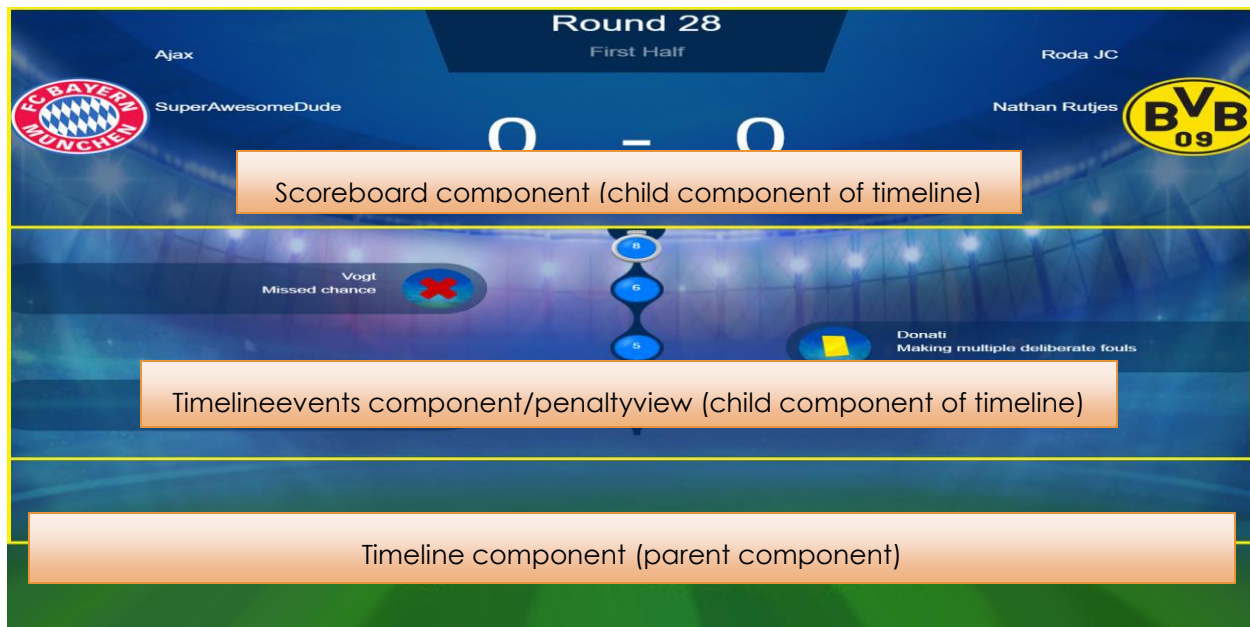 Round 28
First Half
Ajax
Roda JC
FC BAYERN
MÜNCHEN
SuperAwesomeDude
Nathan Rutjes
BVB
09
0 - 0
Scoreboard component (child component of timeline)
8
Vogt
Missed chance
6
Donati
Making multiple deliberate fouls
5
Timelineevents component/penaltyview (child component of timeline)
Timeline component (parent component)